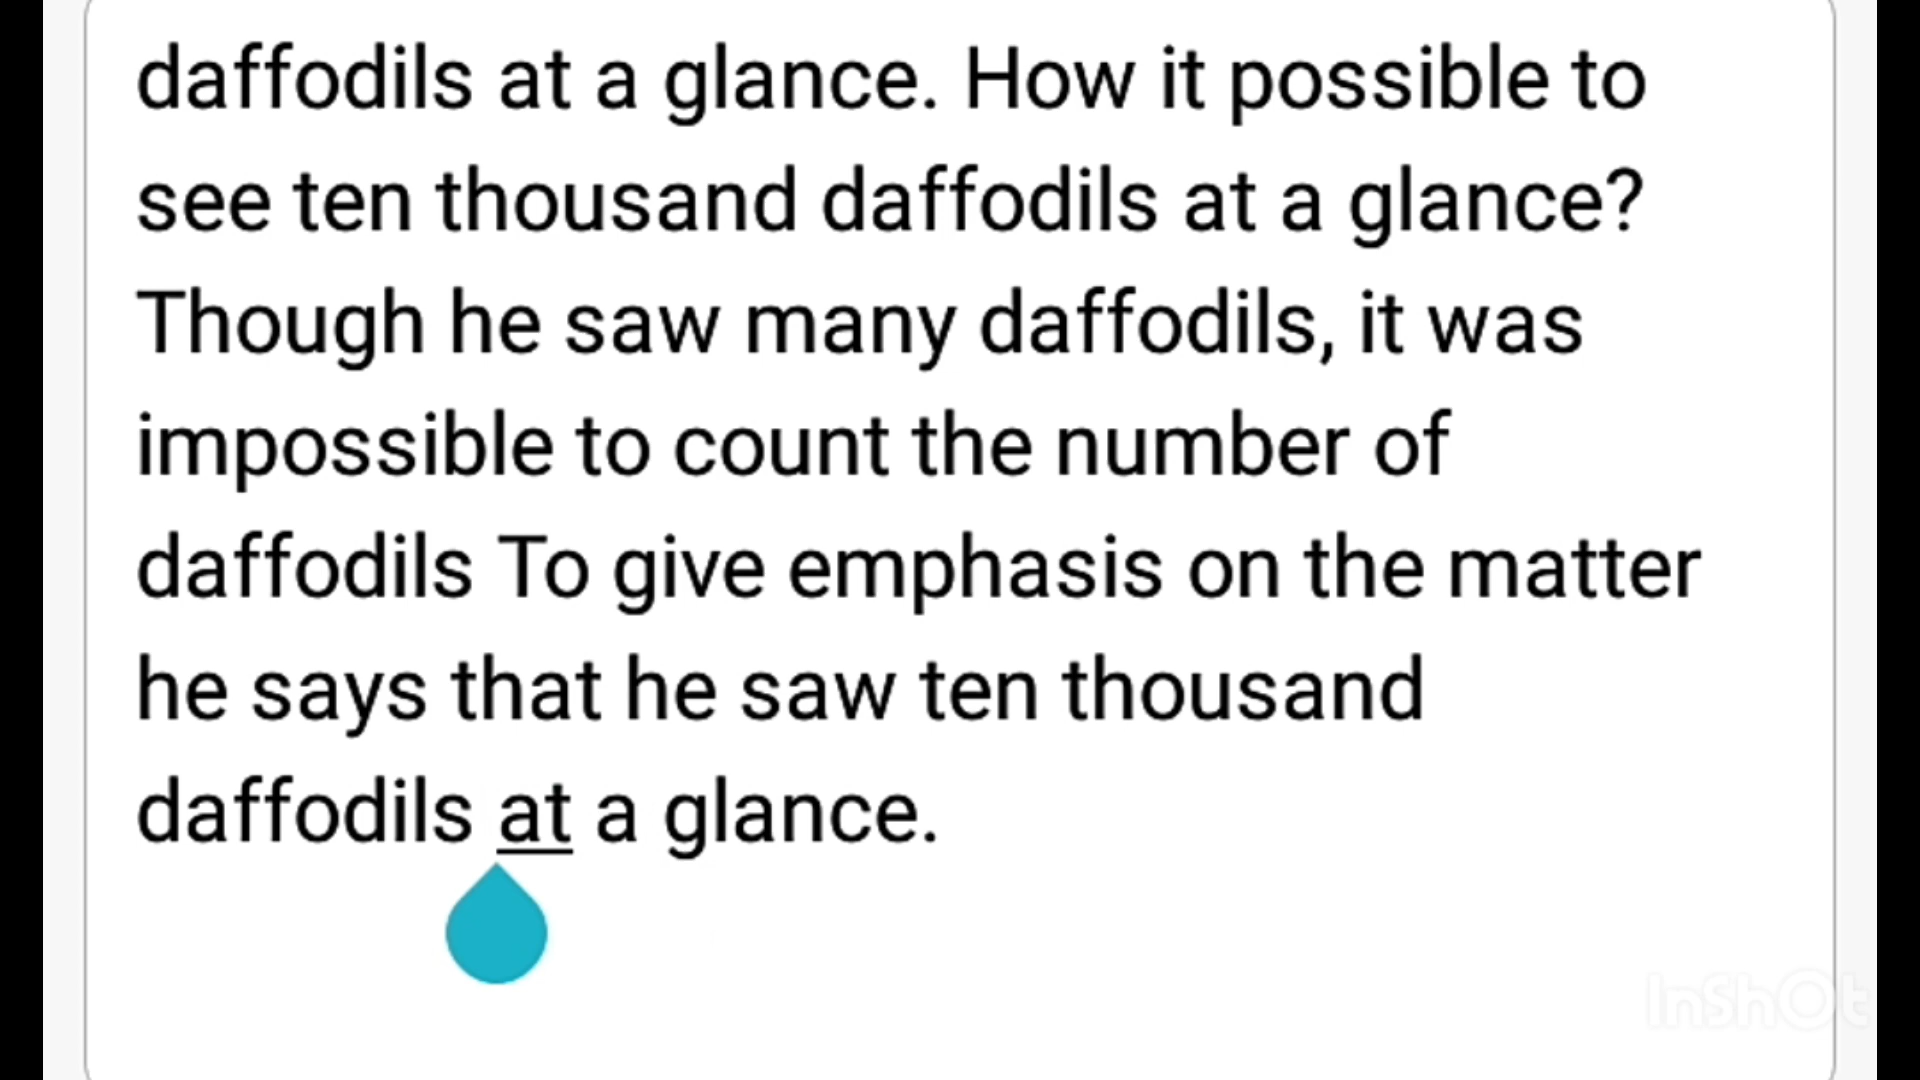 daffodils at a glance. How it possible to
see ten thousand daffodils at a glance?
Though he saw many daffodils, it was
impossible to count the number of
daffodils To give emphasis on the matter
he says that he saw ten thousand
daffodils at a glance.
InShOt